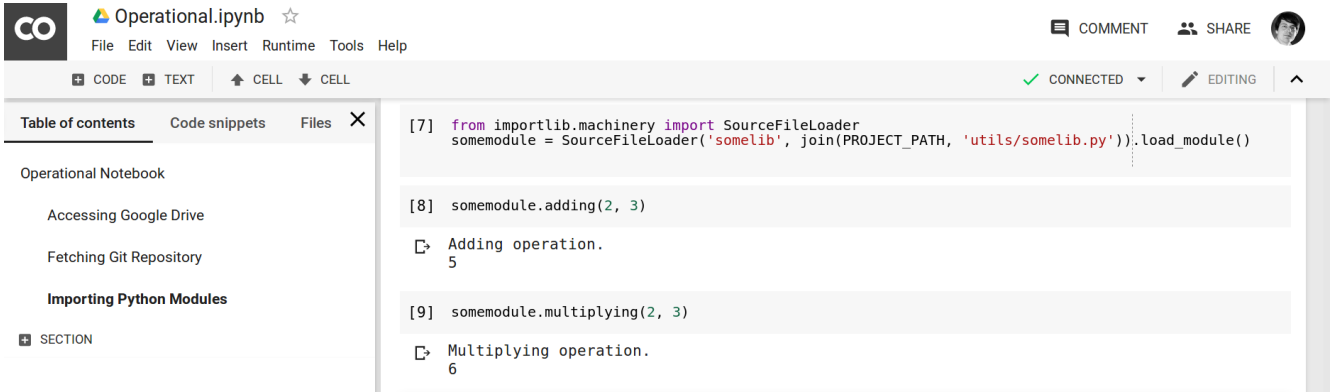 CO
Operational.ipynb
File Edit View Insert Runtime Tools Help
COMMENT
SHARE
CODE TEXT CELL CELL
CONNECTED
EDITING
Table of contents Code snippets Files
Operational Notebook
Accessing Google Drive
Fetching Git Repository
Importing Python Modules
SECTION
[7] from importlib.machinery import SourceFileLoader
somemodule = SourceFileLoader('somelib', join(PROJECT_PATH, 'utils/somelib.py')).load_module()
[8] somemodule.adding(2, 3)
Adding operation.
5
[9] somemodule.multiplying(2, 3)
Multiplying operation.
6